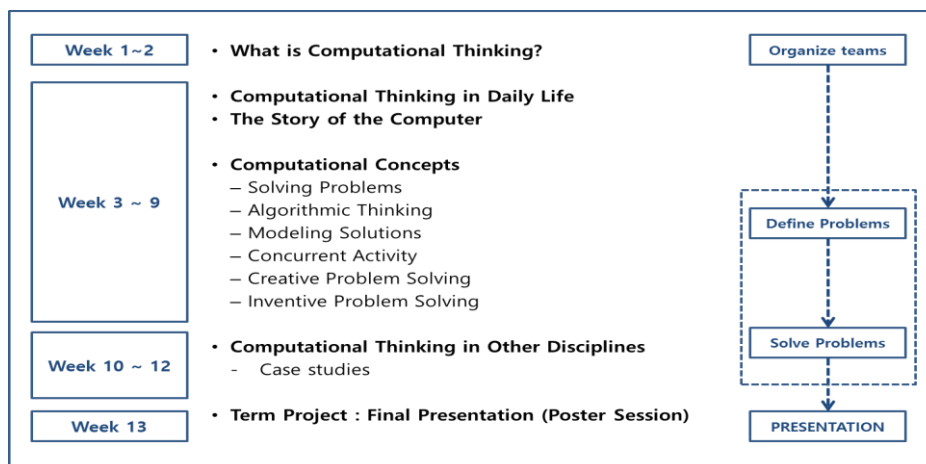 Week 1~2
• What is Computational Thinking?
Organize teams
• Computational Thinking in Daily Life
• The Story of the Computer
Week 3 ~ 9
• Computational Concepts
– Solving Problems
– Algorithmic Thinking
– Modeling Solutions
– Concurrent Activity
– Creative Problem Solving
– Inventive Problem Solving
Define Problems
Solve Problems
Week 10 ~ 12
• Computational Thinking in Other Disciplines
- Case studies
Week 13
• Term Project : Final Presentation (Poster Session)
PRESENTATION